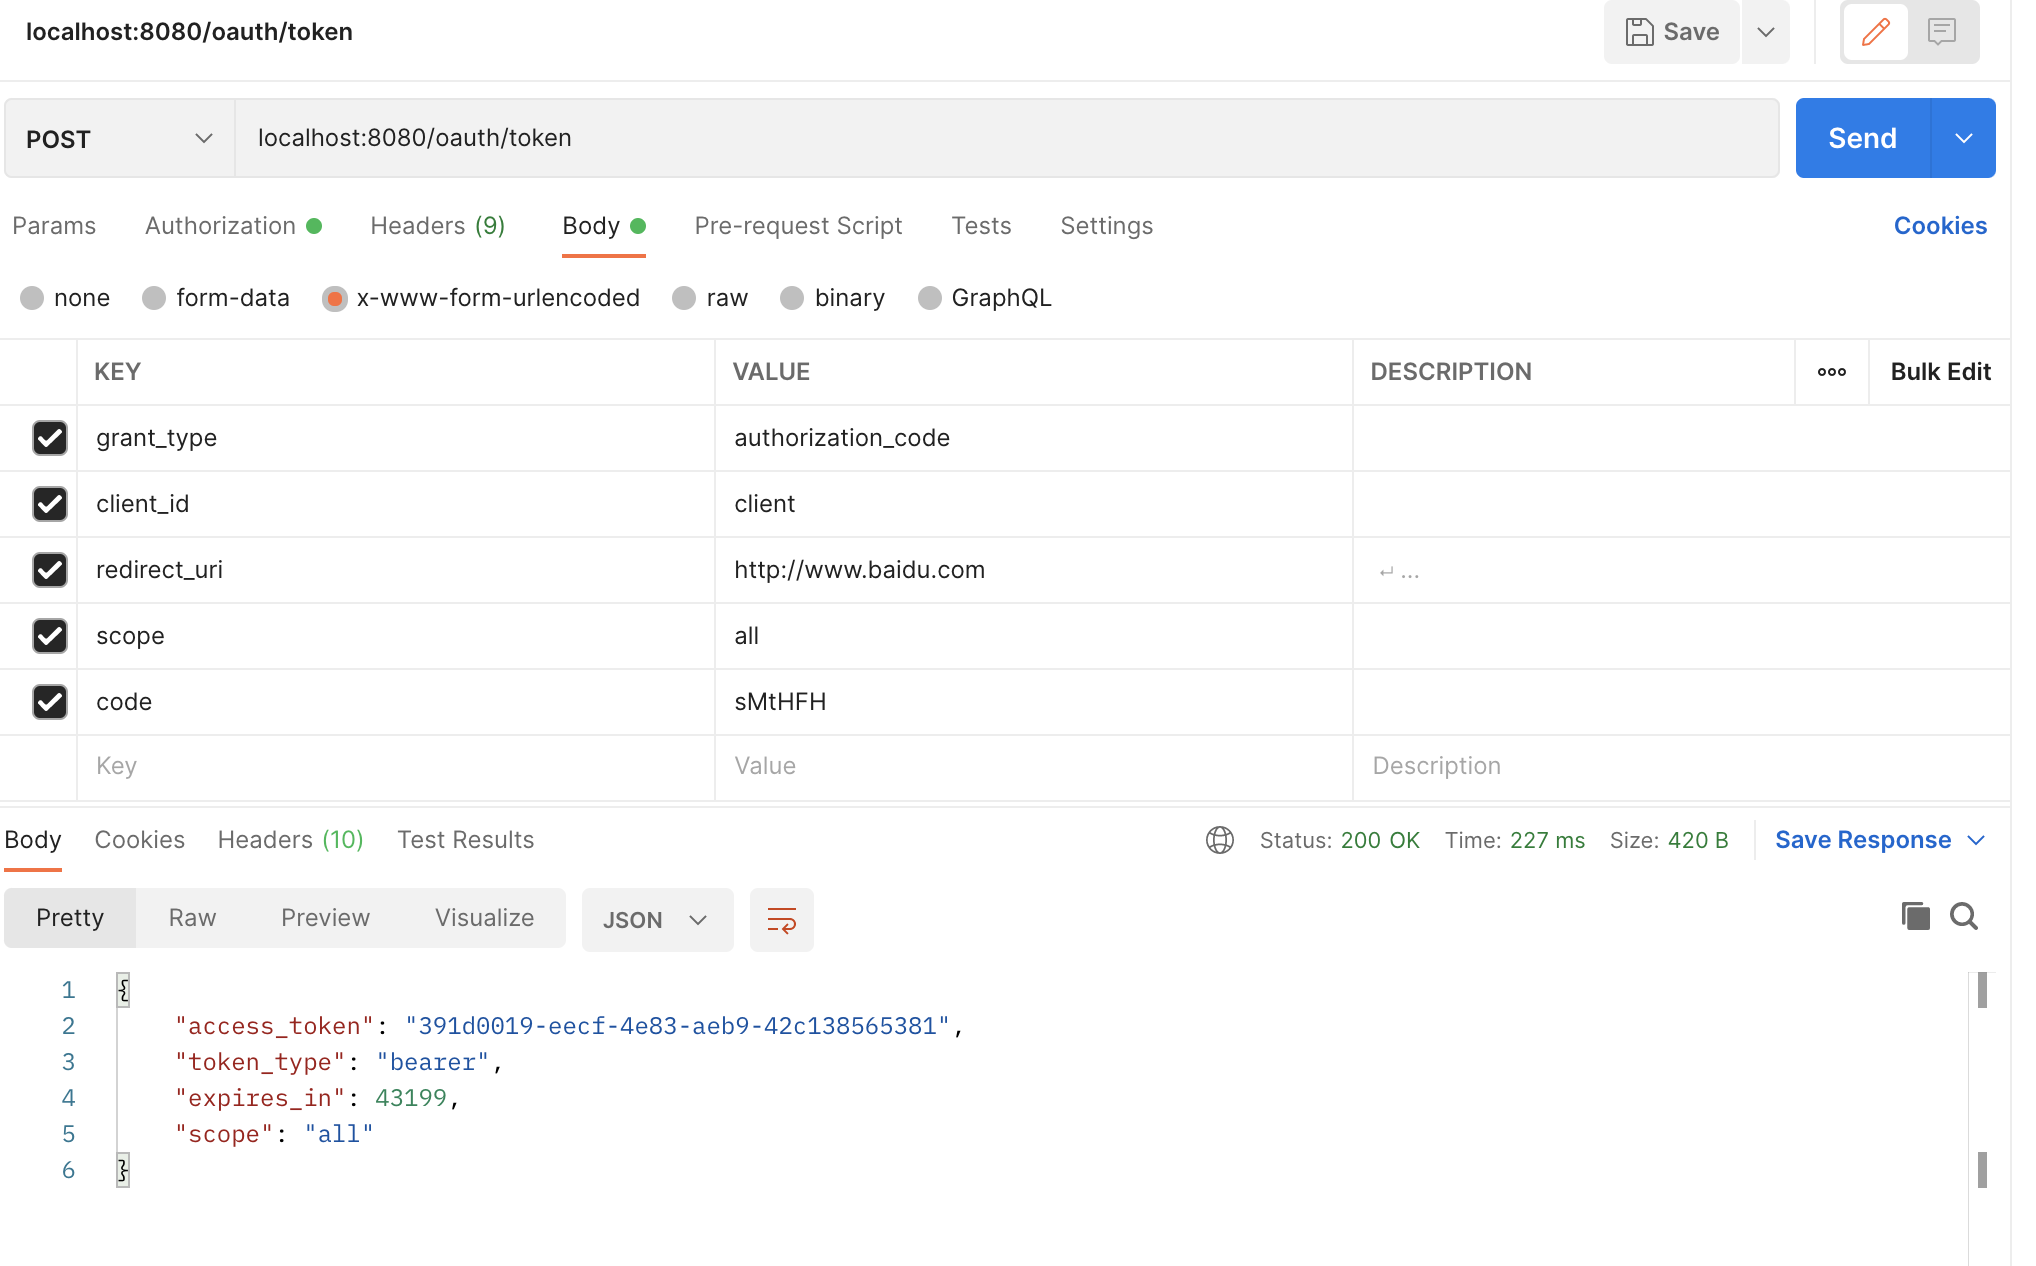 localhost:8080/oauth/token
Save
POST localhost:8080/oauth/token Send
Params Authorization Headers (9) Body Pre-request Script Tests Settings Cookies
none form-data x-www-form-urlencoded raw binary GraphQL
KEY VALUE DESCRIPTION ooo Bulk Edit
grant_type authorization_code
client_id client
redirect_uri http://www.baidu.com ↵ ...
scope all
code sMtHFH
Key Value Description
Body Cookies Headers (10) Test Results Status: 200 OK Time: 227 ms Size: 420 B Save Response
Pretty Raw Preview Visualize JSON
1 {
2 "access_token": "391d0019-eecf-4e83-aeb9-42c138565381",
3 "token_type": "bearer",
4 "expires_in": 43199,
5 "scope": "all"
6 }